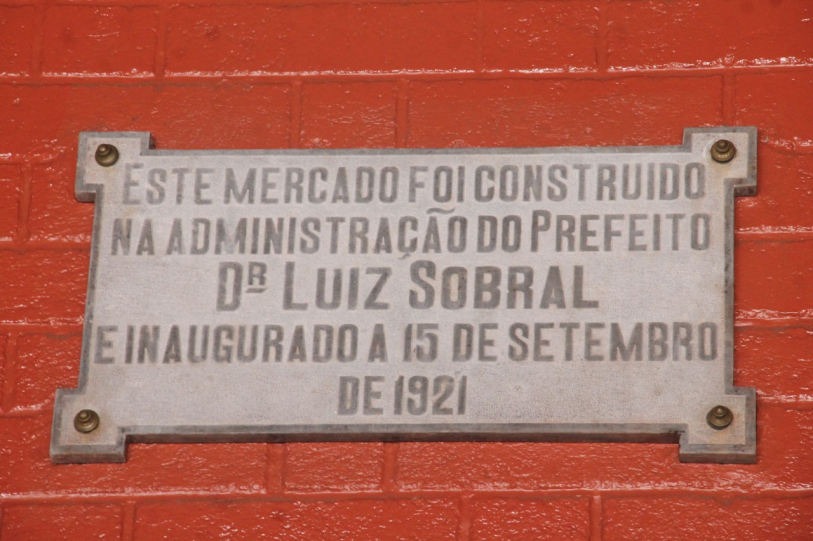 ESTE MERCADO FOI CONSTRUIDO
NA ADMINISTRAÇÃO DO PREFEITO
DR LUIZ SOBRAL
E INAUGURADO A 15 DE SETEMBRO
DE 1921